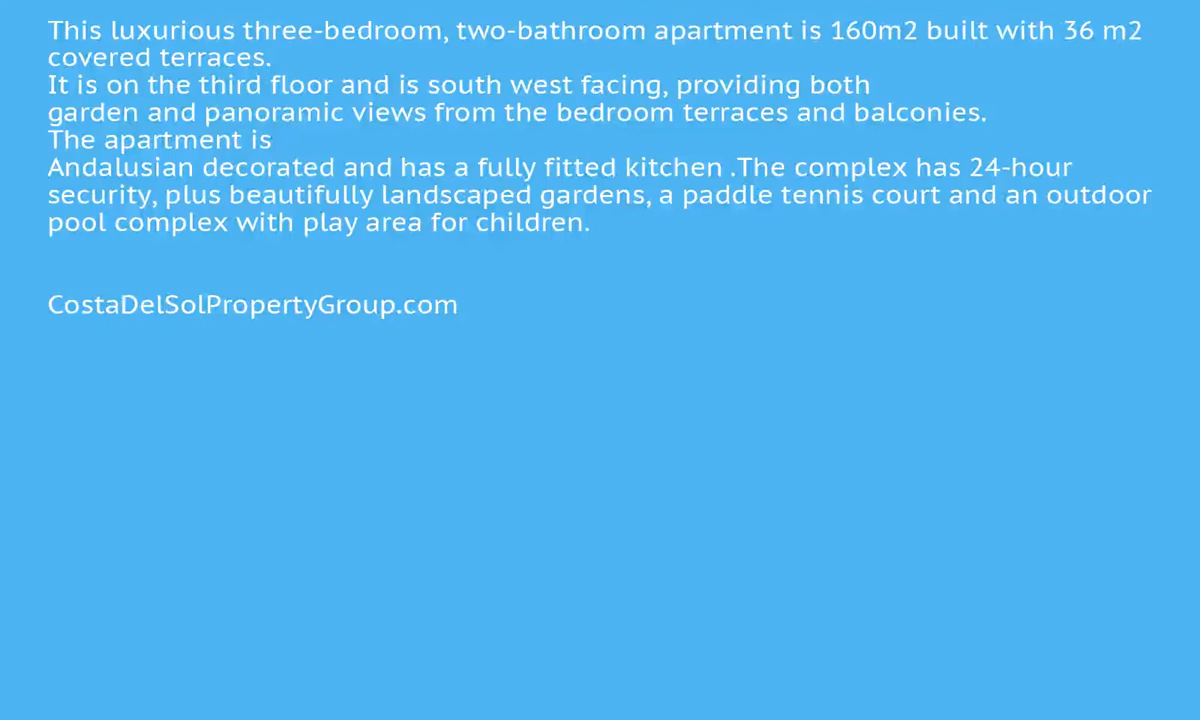 This luxurious three-bedroom, two-bathroom apartment is 160m2 built with 36 m2
covered terraces.
It is on the third floor and is south west facing, providing both
garden and panoramic views from the bedroom terraces and balconies.
The apartment is
Andalusian decorated and has a fully fitted kitchen .The complex has 24-hour
security, plus beautifully landscaped gardens, a paddle tennis court and an outdoor
pool complex with play area for children.
CostaDelSolPropertyGroup.com